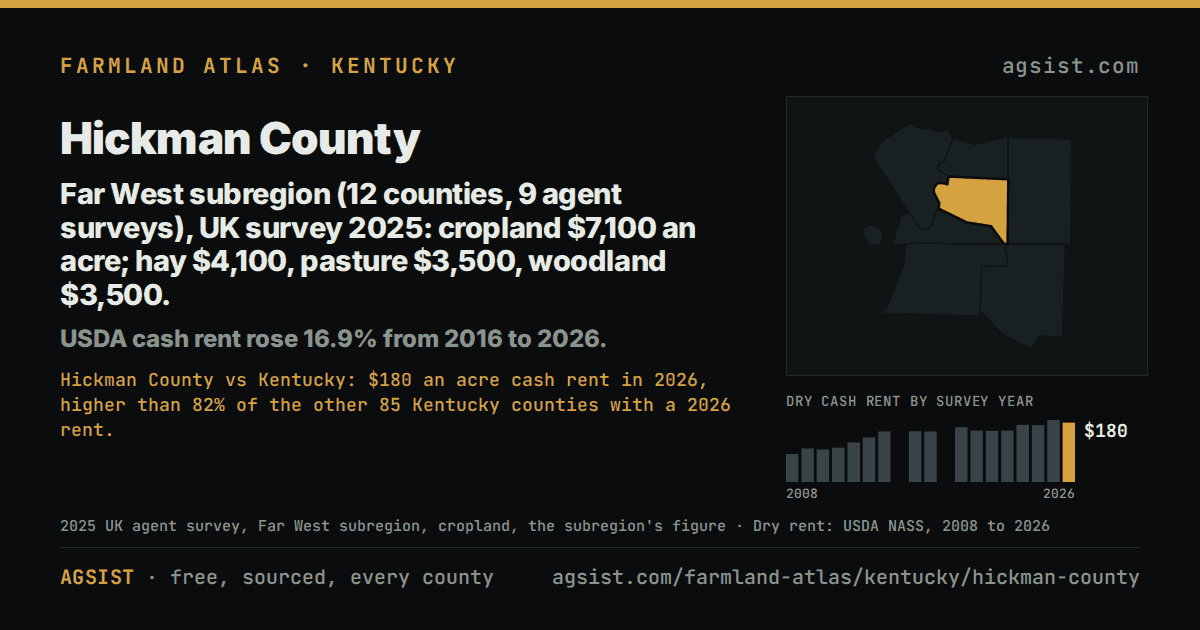 FARMLAND ATLAS · KENTUCKY
agsist.com
Hickman County
Far West subregion (12 counties, 9 agent
surveys), UK survey 2025: cropland $7,100 an
acre; hay $4,100, pasture $3,500, woodland
$3,500.
USDA cash rent rose 16.9% from 2016 to 2026.
Hickman County vs Kentucky: $180 an acre cash rent in 2026,
higher than 82% of the other 85 Kentucky counties with a 2026
rent.
DRY CASH RENT BY SURVEY YEAR
$180
2008
2026
2025 UK agent survey, Far West subregion, cropland, the subregion's figure · Dry rent: USDA NASS, 2008 to 2026
AGSIST · free, sourced, every county
agsist.com/farmland-atlas/kentucky/hickman-county